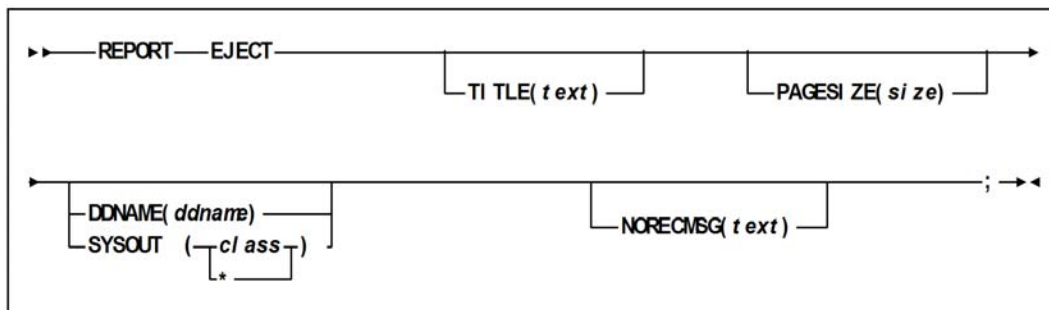 REPORT EJECT
TITLE(text) PAGESIZE(size)
;
DDNAME(ddname)
SYSOUT (class)
*
NORECMSG(text)